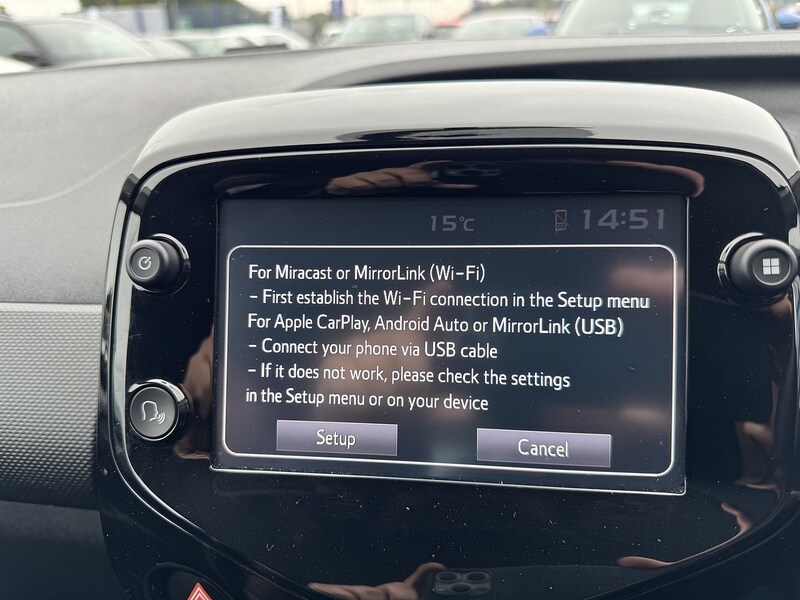 15°C 14:51
For Miracast or MirrorLink (Wi-Fi)
- First establish the Wi-Fi connection in the Setup menu
For Apple CarPlay, Android Auto or MirrorLink (USB)
- Connect your phone via USB cable
- If it does not work, please check the settings
in the Setup menu or on your device
Setup Cancel